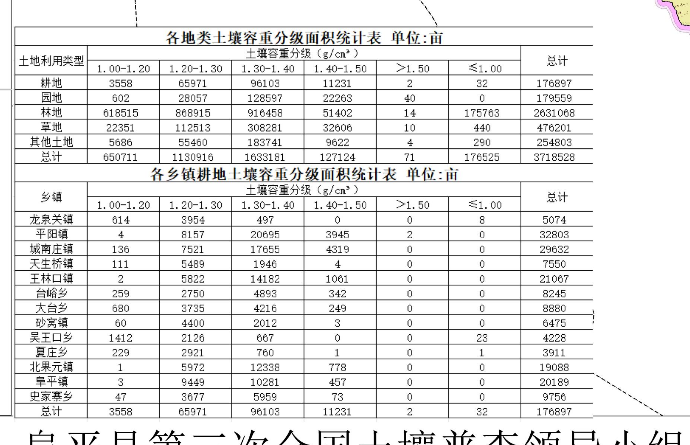 各地类土壤容重分级面积统计表 单位:亩
土地利用类型 土壤容重分级（g/cm³） 总计
1.00-1.20 1.20-1.30 1.30-1.40 1.40-1.50 >1.50 ≤1.00
耕地 3558 65971 96103 11231 2 32 176897
园地 602 28057 128597 22263 40 0 179559
林地 618515 868915 916458 51402 14 175763 2631068
草地 22351 112513 308281 32606 10 440 476201
其他土地 5686 55460 183741 9622 4 290 254803
总计 650711 1130916 1633181 127124 71 176525 3718528
各乡镇耕地土壤容重分级面积统计表 单位:亩
乡镇 土壤容重分级（g/cm³） 总计
1.00-1.20 1.20-1.30 1.30-1.40 1.40-1.50 >1.50 ≤1.00
龙泉关镇 614 3954 497 0 0 8 5074
平阳镇 4 8157 20695 3945 2 0 32803
城南庄镇 136 7521 17655 4319 0 0 29632
天生桥镇 111 5489 1946 4 0 0 7550
王林口镇 2 5822 14182 1061 0 0 21067
台峪乡 259 2750 4893 342 0 0 8245
大台乡 680 3735 4216 249 0 0 8880
砂窝镇 60 4400 2012 3 0 0 6475
吴王口乡 1412 2126 667 0 0 23 4228
夏庄乡 229 2921 760 1 0 1 3911
北果元镇 1 5972 12338 778 0 0 19088
阜平镇 3 9449 10281 457 0 0 20189
史家寨乡 47 3677 5959 73 0 0 9756
总计 3558 65971 96103 11231 2 32 176897
阜平县第三次全国土壤普查领导小组